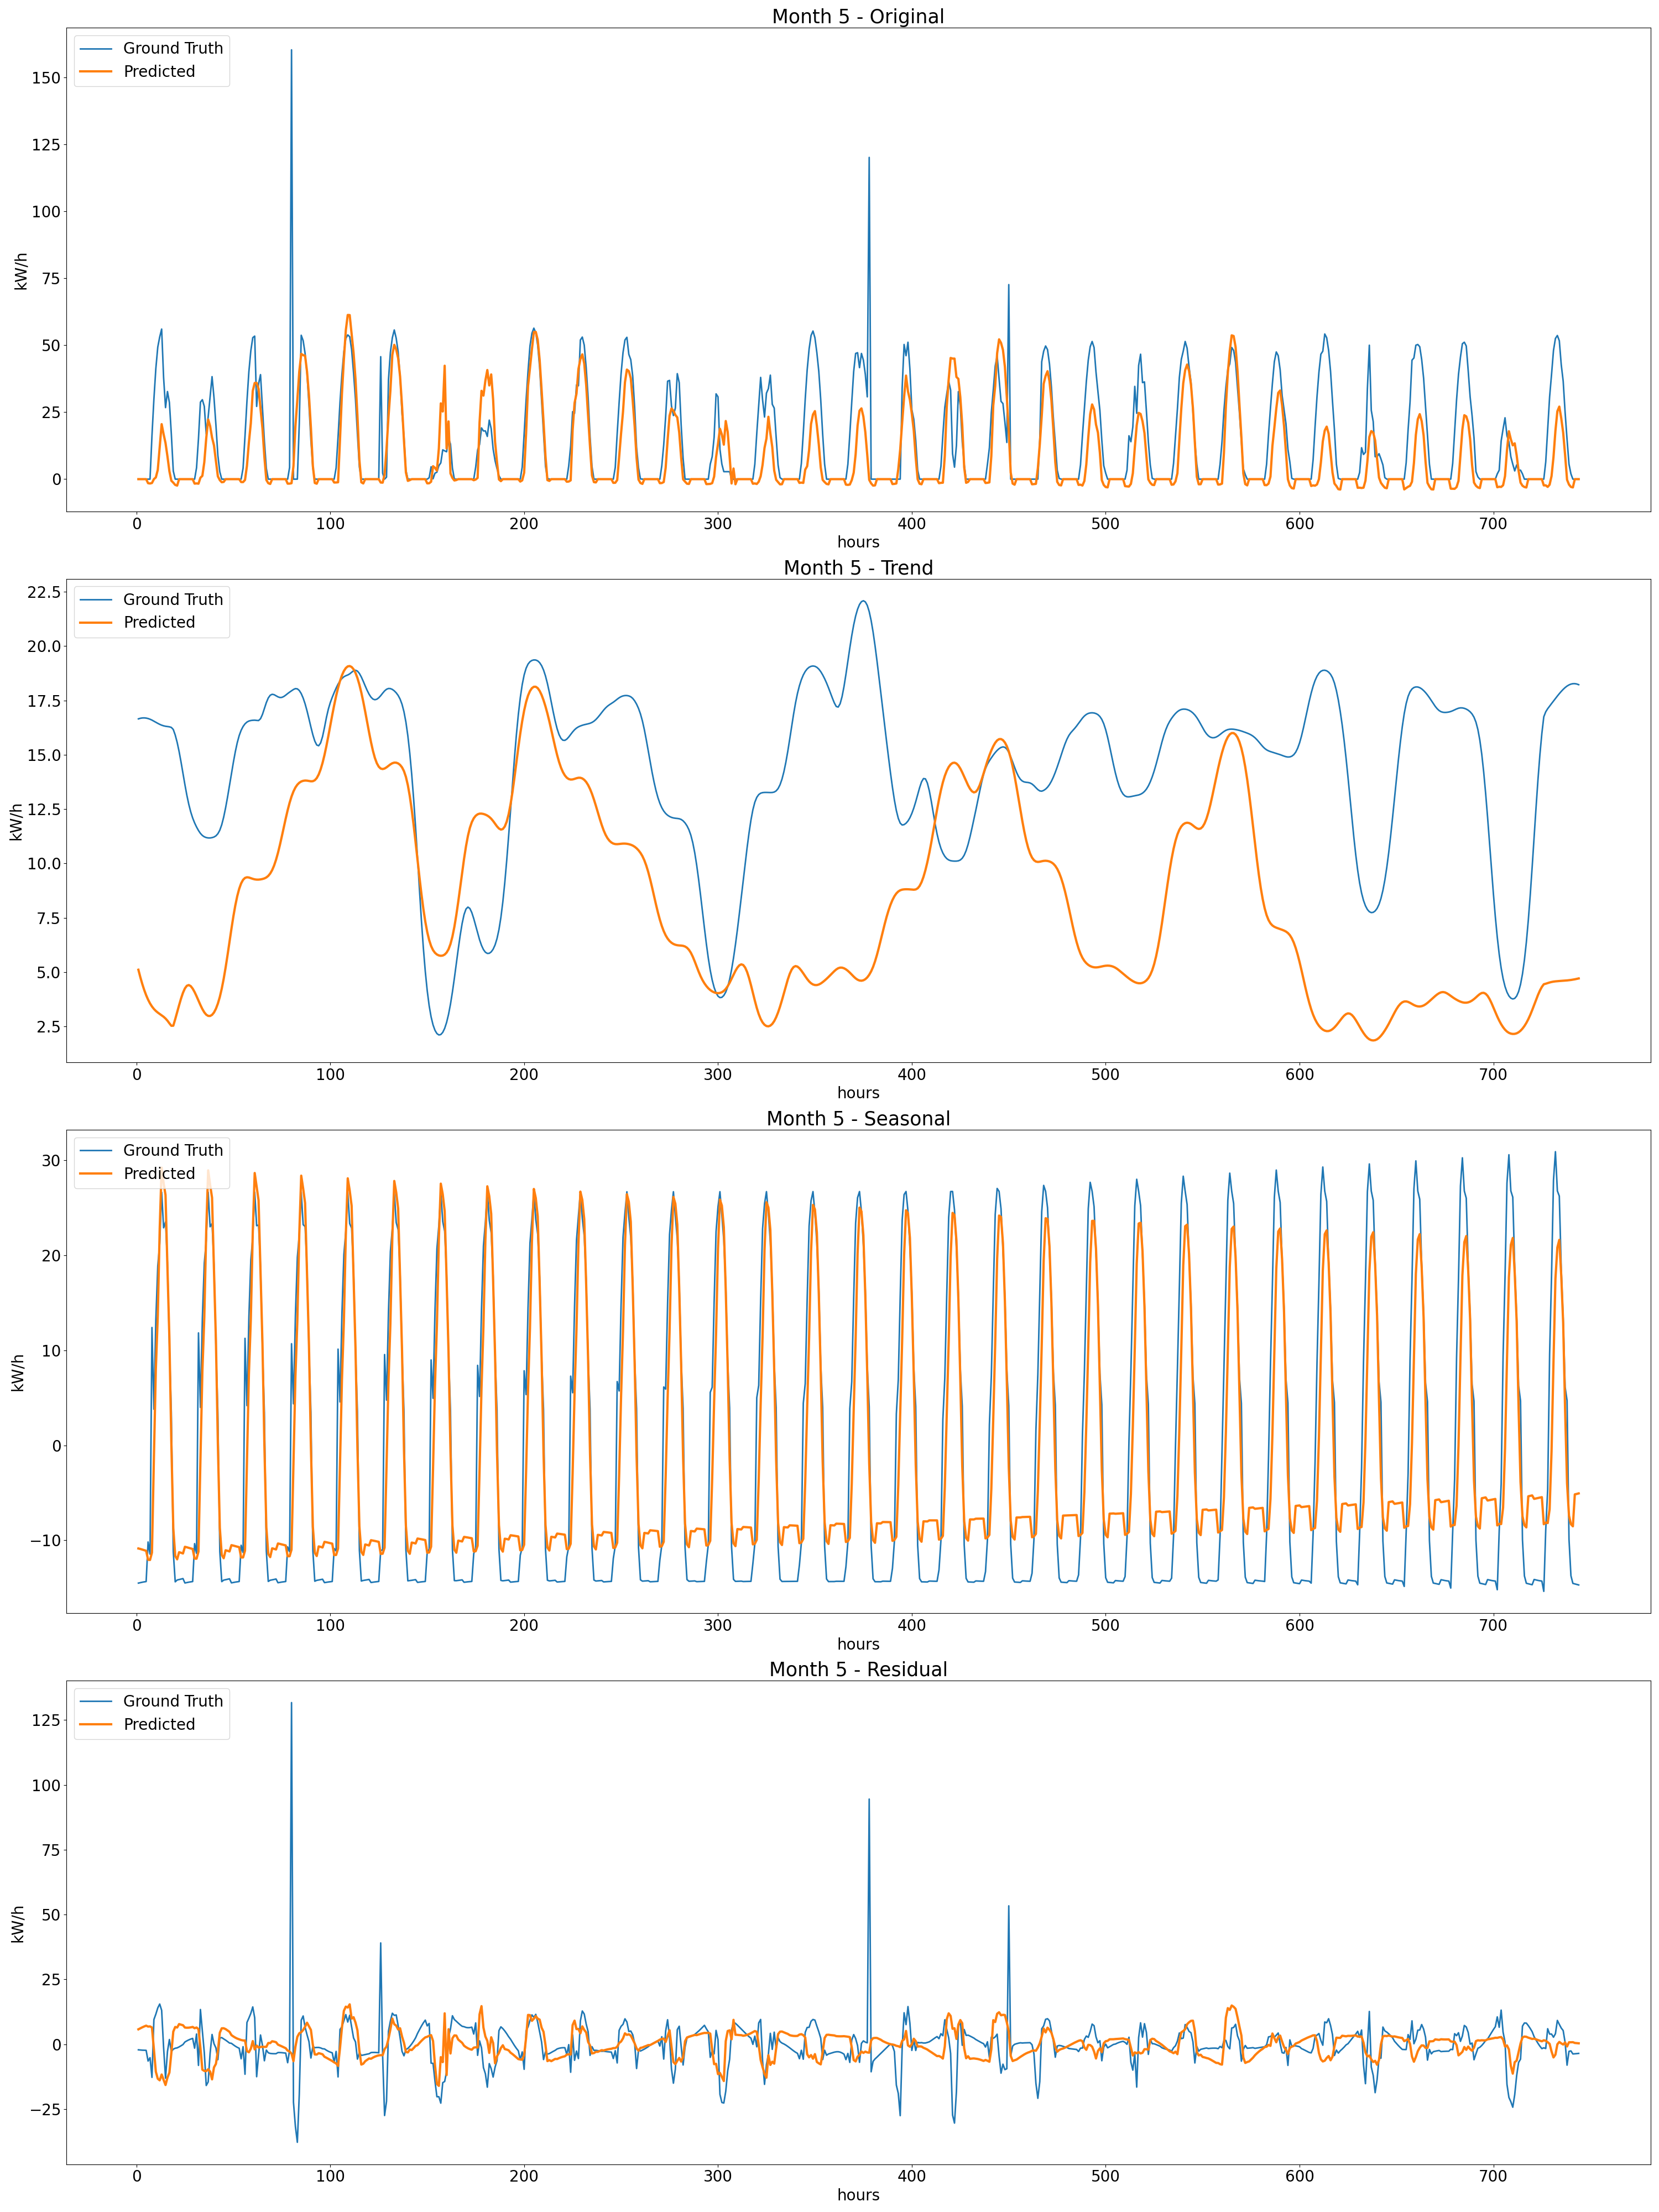 Month 5 - Original
Ground Truth
Predicted
150
125
100
75
50
25
0
kW/h
0 100 200 300 400 500 600 700
hours
Month 5 - Trend
Ground Truth
Predicted
22.5
20.0
17.5
15.0
12.5
10.0
7.5
5.0
2.5
kW/h
0 100 200 300 400 500 600 700
hours
Month 5 - Seasonal
Ground Truth
Predicted
30
20
10
0
−10
kW/h
0 100 200 300 400 500 600 700
hours
Month 5 - Residual
Ground Truth
Predicted
125
100
75
50
25
0
−25
kW/h
0 100 200 300 400 500 600 700
hours